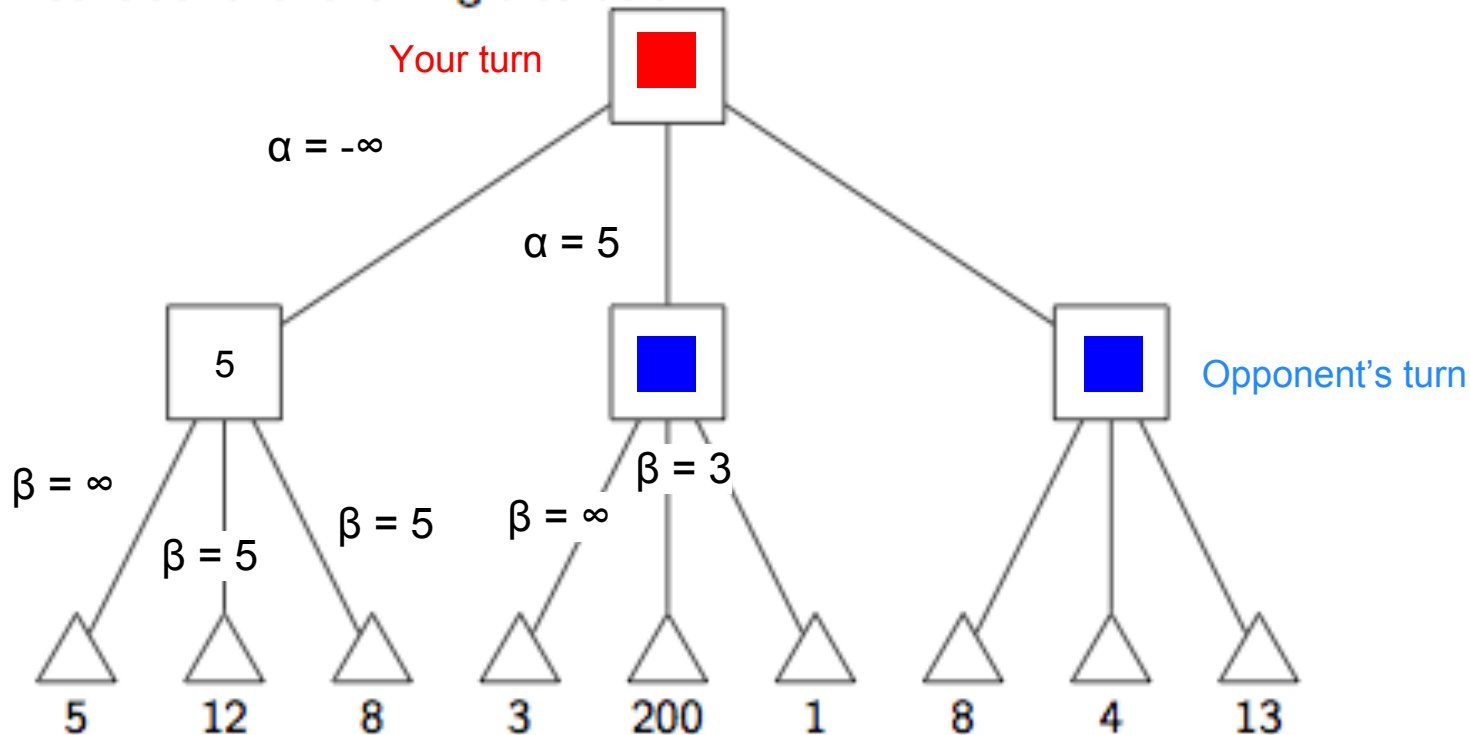 Your turn
α = -∞
α = 5
5
Opponent's turn
β = ∞
β = 3
β = ∞
β = 5
β = 5
5 12 8 3 200 1 8 4 13